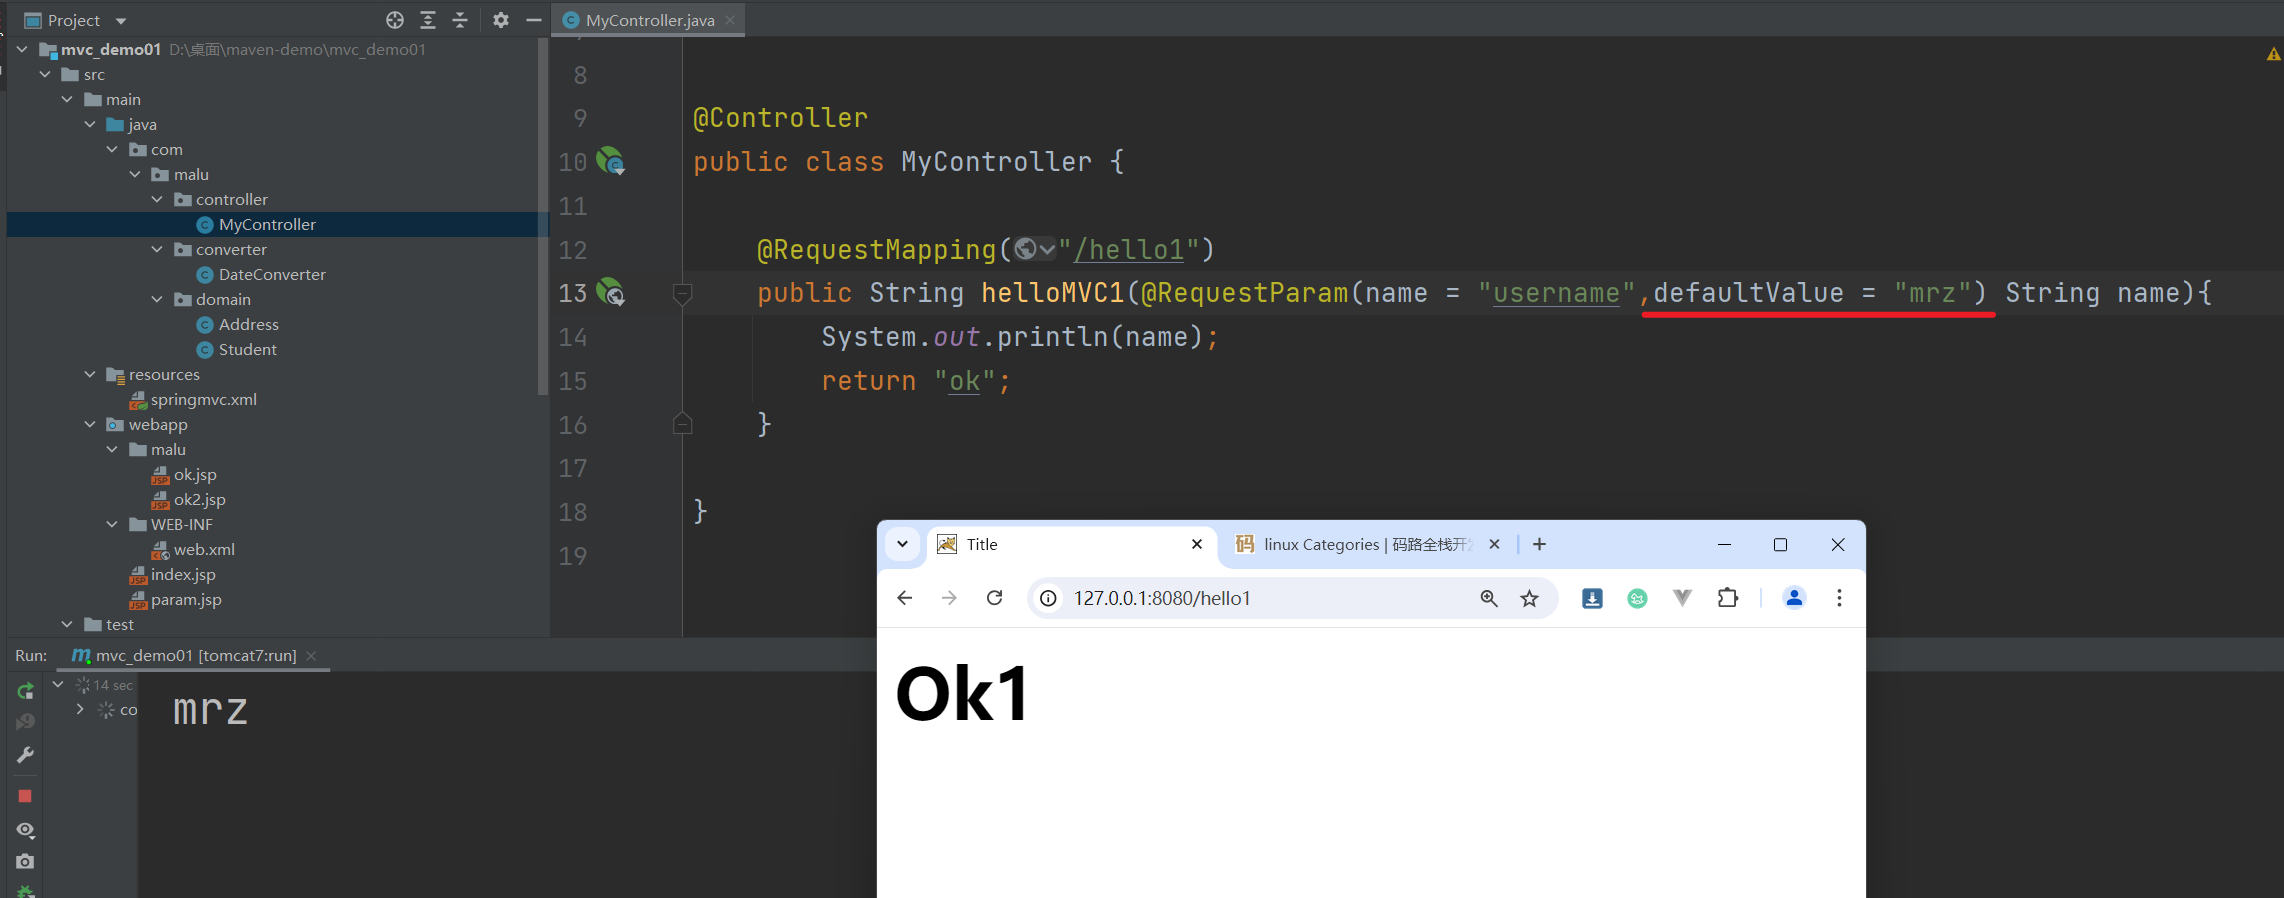 Project
MyController.java
mvc_demo01 D:\桌面\maven-demo\mvc_demo01
src
main
java
com
malu
controller
MyController
converter
DateConverter
domain
Address
Student
resources
springmvc.xml
webapp
malu
ok.jsp
ok2.jsp
WEB-INF
web.xml
index.jsp
param.jsp
test
8
9 @Controller
10 public class MyController {
11
12 @RequestMapping("/hello1")
13 public String helloMVC1(@RequestParam(name = "username",defaultValue = "mrz") String name){
14 System.out.println(name);
15 return "ok";
16 }
17
18 }
19
Run: mvc_demo01 [tomcat7:run]
14 sec
co
mrz
Title
linux Categories | 码路全栈开
127.0.0.1:8080/hello1
Ok1